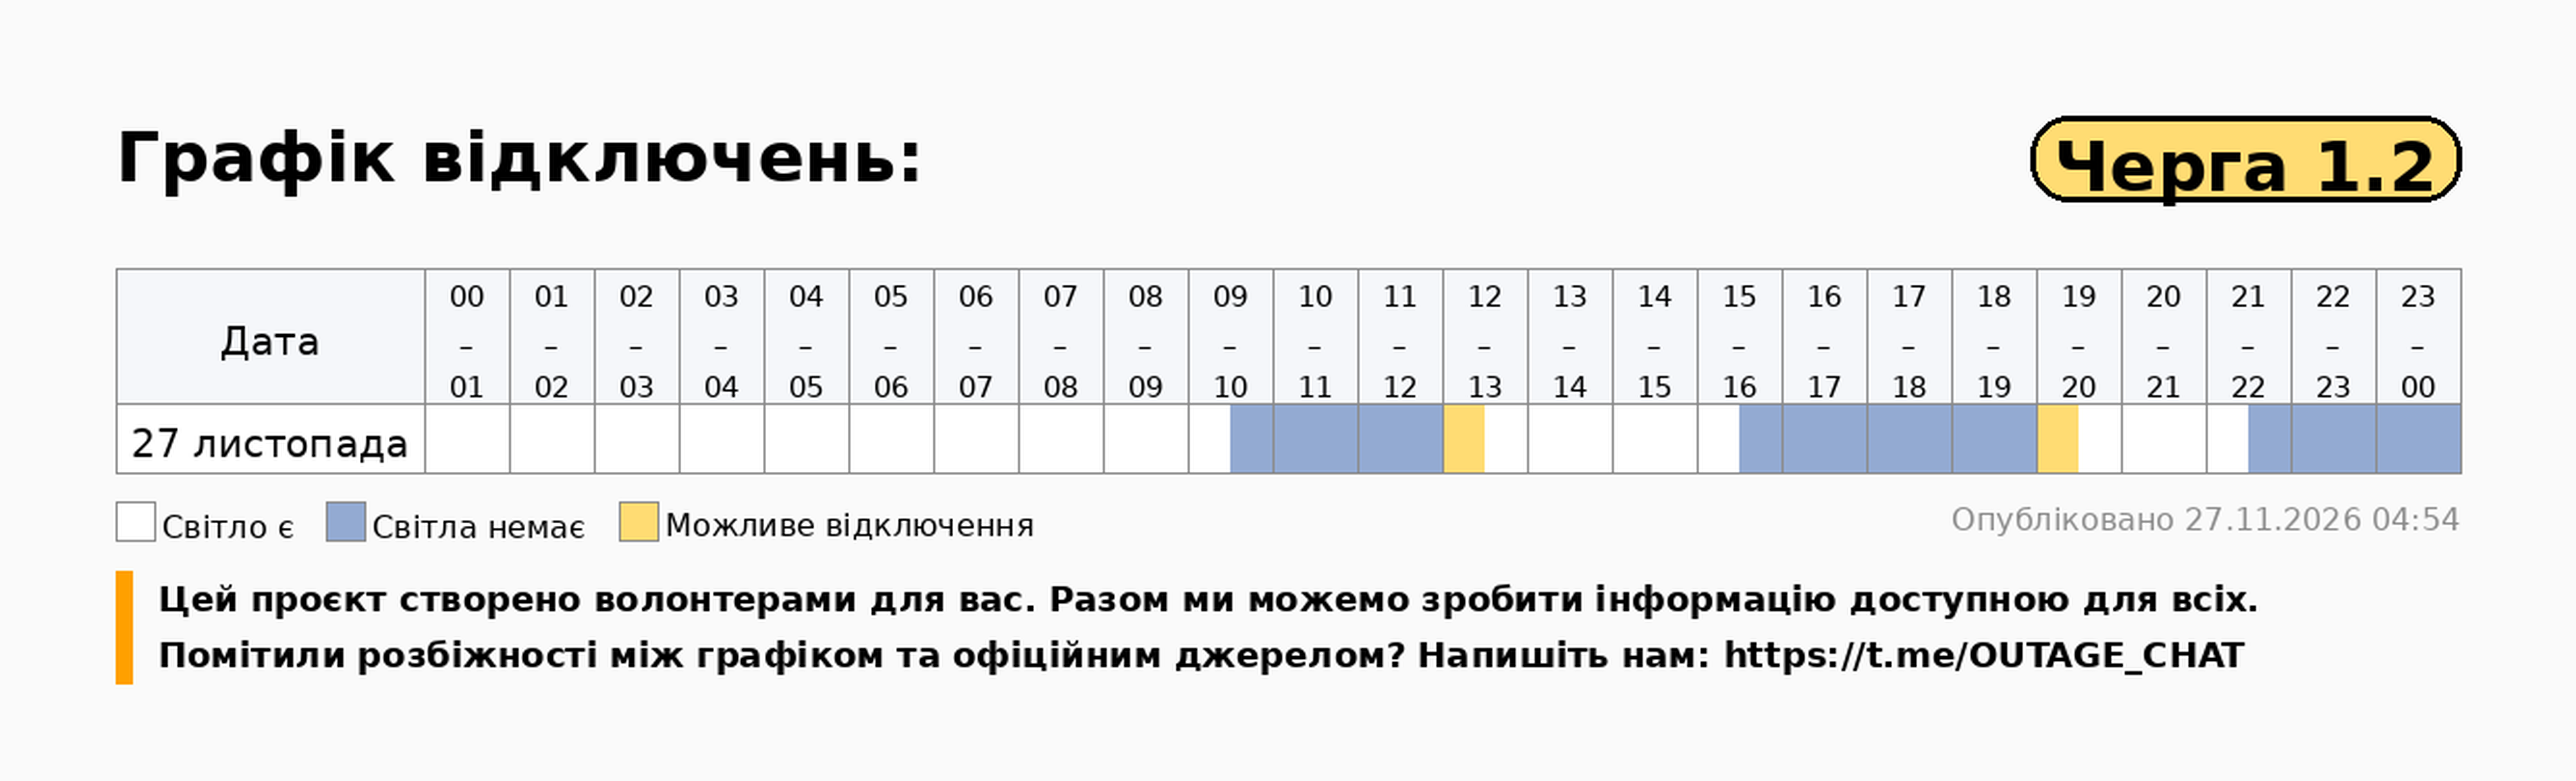 Графік відключень:
Черга 1.2
Дата
00 – 01
01 – 02
02 – 03
03 – 04
04 – 05
05 – 06
06 – 07
07 – 08
08 – 09
09 – 10
10 – 11
11 – 12
12 – 13
13 – 14
14 – 15
15 – 16
16 – 17
17 – 18
18 – 19
19 – 20
20 – 21
21 – 22
22 – 23
23 – 00
27 листопада
Світло є
Світла немає
Можливе відключення
Опубліковано 27.11.2026 04:54
Цей проєкт створено волонтерами для вас. Разом ми можемо зробити інформацію доступною для всіх.
Помітили розбіжності між графіком та офіційним джерелом? Напишіть нам: https://t.me/OUTAGE_CHAT